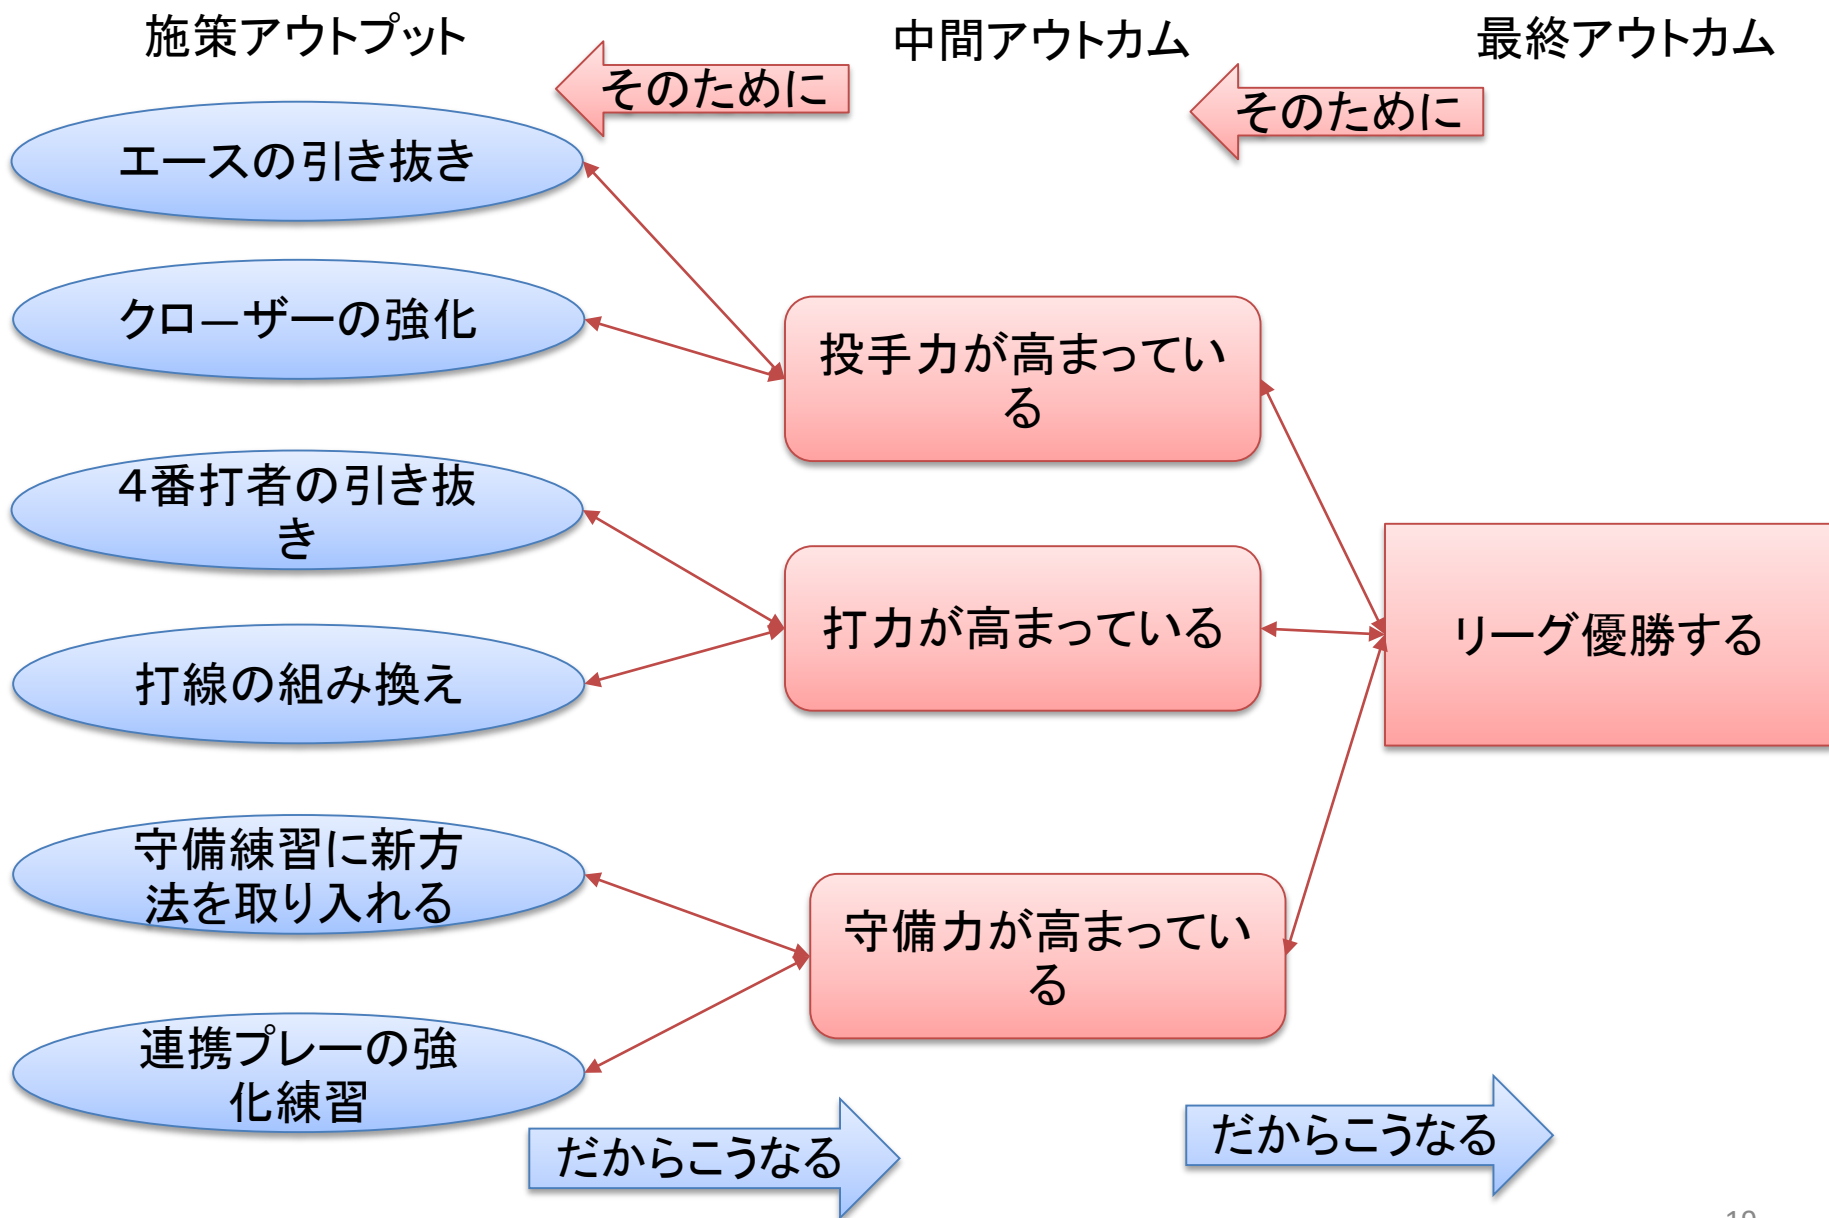 施策アウトプット
中間アウトカム
最終アウトカム
そのために
そのために
エースの引き抜き
クローザーの強化
投手力が高まってい
る
４番打者の引き抜
き
打力が高まっている
リーグ優勝する
打線の組み換え
守備練習に新方
法を取り入れる
守備力が高まってい
る
連携プレーの強
化練習
だからこうなる
だからこうなる